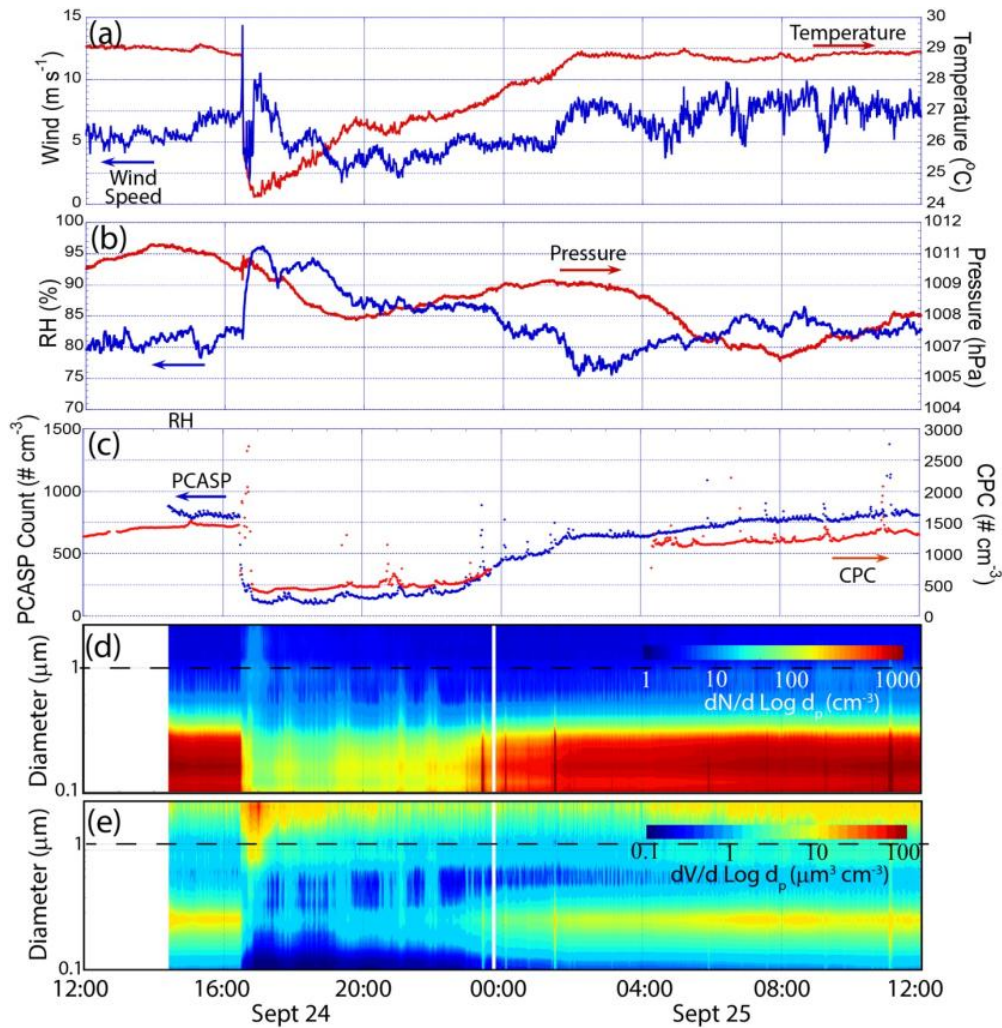 (a)
Temperature
Wind Speed
Wind (m s⁻¹)
15
10
5
0
30
29
28
27
26
25
24
Temperature (°C)
(b)
Pressure
RH (%)
100
95
90
85
80
75
70
1012
1011
1009
1008
1007
1005
1004
Pressure (hPa)
RH
(c)
PCASP
CPC
PCASP Count (# cm⁻³)
1500
1000
500
0
3000
2500
2000
1500
1000
500
0
CPC (# cm⁻³)
(d)
Diameter (μm)
1
0.1
1 10 100 1000
dN/d Log dₚ (cm⁻³)
(e)
Diameter (μm)
1
0.1
0.1 1 10 100
dV/d Log dₚ (μm³ cm⁻³)
12:00 16:00 20:00 00:00 04:00 08:00 12:00
Sept 24 Sept 25